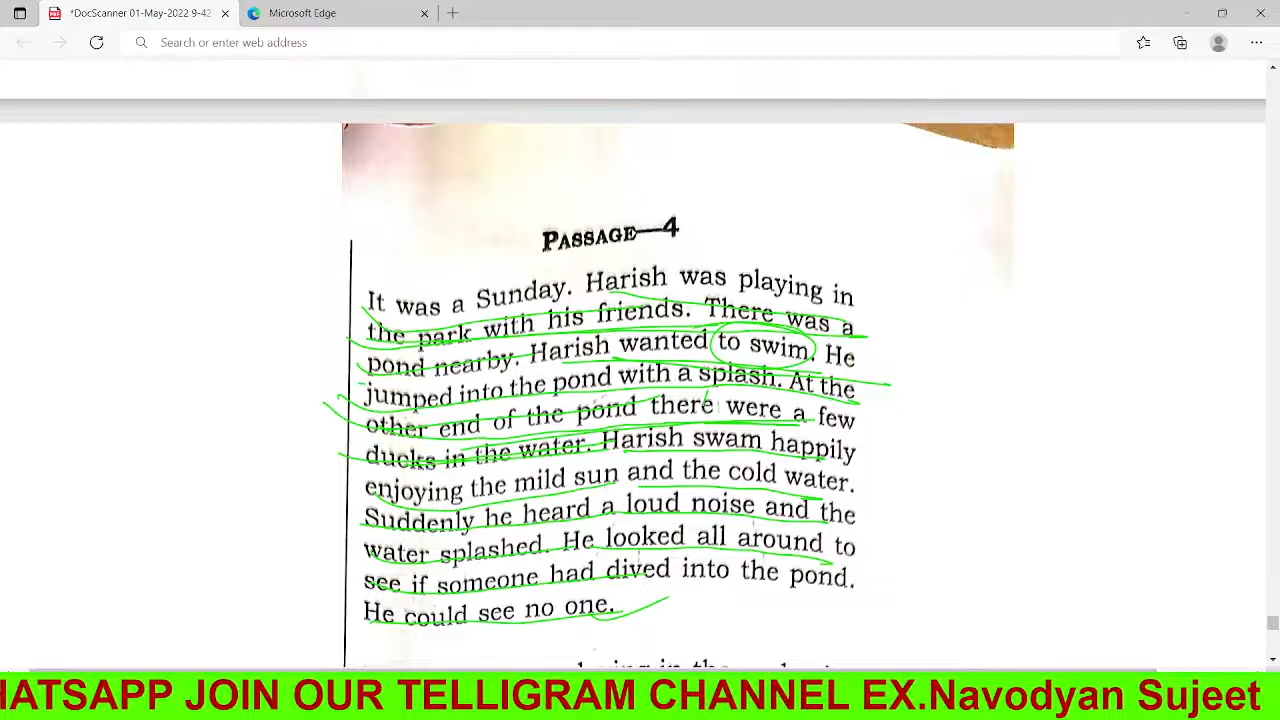 *DocScanner 01-May-2022 9-42
Microsoft Edge
Search or enter web address
PASSAGE—4
It was a Sunday. Harish was playing in
the park with his friends. There was a
pond nearby. Harish wanted to swim. He
jumped into the pond with a splash. At the
other end of the pond there were a few
ducks in the water. Harish swam happily
enjoying the mild sun and the cold water.
Suddenly he heard a loud noise and the
water splashed. He looked all around to
see if someone had dived into the pond.
He could see no one.
HATSAPP JOIN OUR TELLIGRAM CHANNEL EX.Navodyan Sujeet